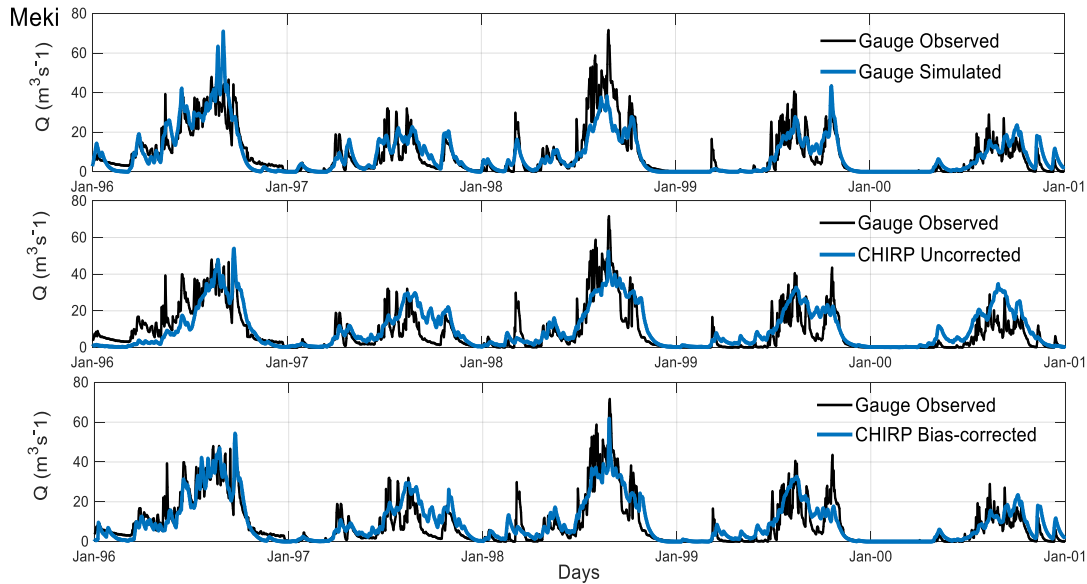 Meki
80
60
40
20
0
Q (m³s⁻1)
Gauge Observed
Gauge Simulated
Jan-96 Jan-97 Jan-98 Jan-99 Jan-00 Jan-01
80
60
40
20
0
Q (m³s⁻1)
Gauge Observed
CHIRP Uncorrected
Jan-96 Jan-97 Jan-98 Jan-99 Jan-00 Jan-01
80
60
40
20
0
Q (m³s⁻1)
Gauge Observed
CHIRP Bias-corrected
Jan-96 Jan-97 Jan-98 Jan-99 Jan-00 Jan-01
Days